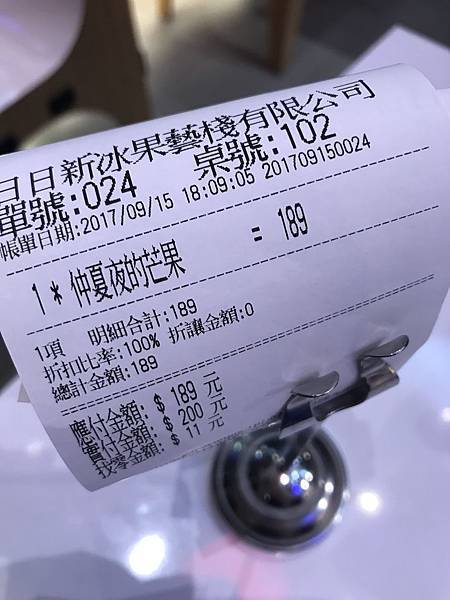 日日新冰果藝棧有限公司
單號:024 桌號:102
帳單日期:2017/09/15 18:09:05 201709150024
1 * 仲夏夜的芒果 = 189
1項 明細合計:189
折扣比率:100% 折讓金額:0
總計金額:189
應付金額: $ 189 元
實付金額: $ 200 元
找零金額: $ 11 元